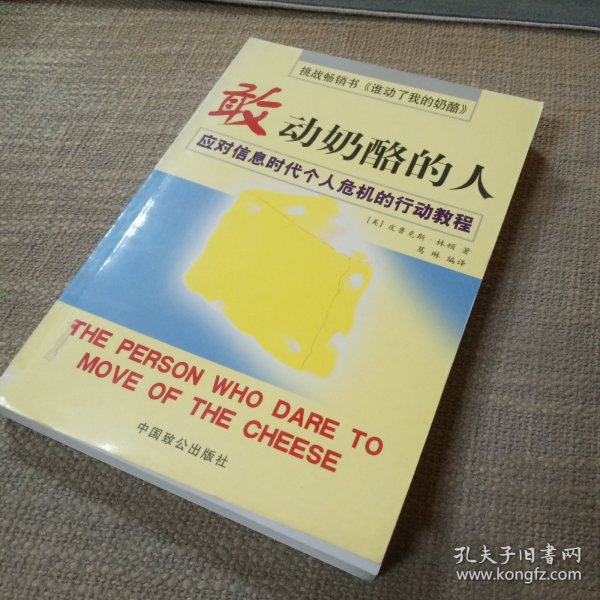 挑战畅销书《谁动了我的奶酪》
敢动奶酪的人
应对信息时代个人危机的行动教程
[美] 皮鲁克斯·林顿 著
葛琳 编译
THE PERSON WHO DARE TO
MOVE OF THE CHEESE
中国致公出版社
孔夫子旧书网
www.kongfz.com